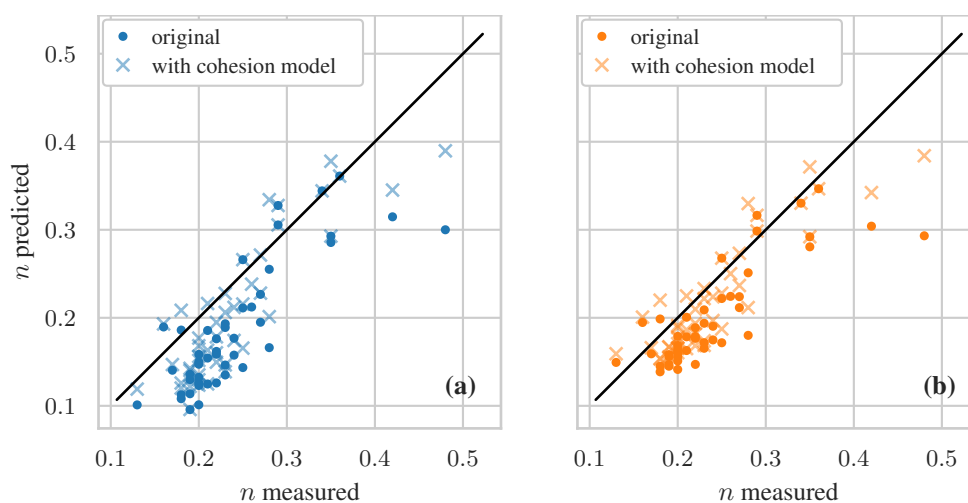 original
with cohesion model
original
with cohesion model
0.5
0.4
0.3
0.2
0.1
n predicted
(a)
(b)
0.1 0.2 0.3 0.4 0.5
0.1 0.2 0.3 0.4 0.5
n measured
n measured